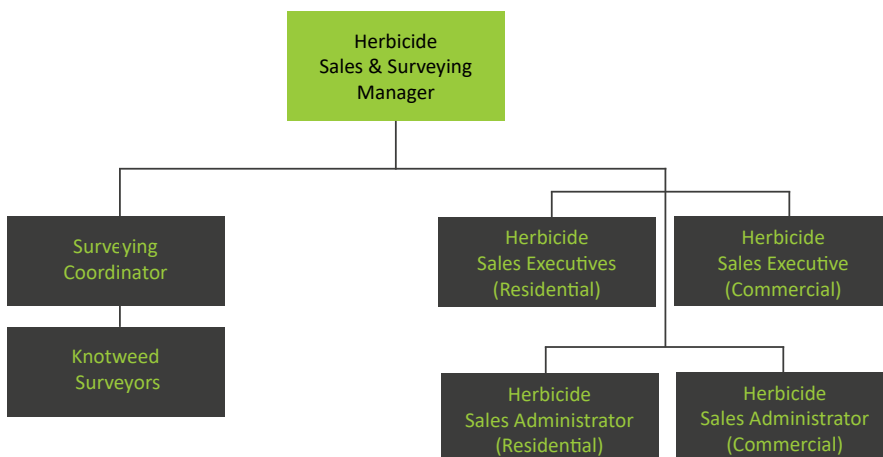 Herbicide
Sales & Surveying
Manager
Surveying
Coordinator
Herbicide
Sales Executives
(Residential)
Herbicide
Sales Executive
(Commercial)
Knotweed
Surveyors
Herbicide
Sales Administrator
(Residential)
Herbicide
Sales Administrator
(Commercial)